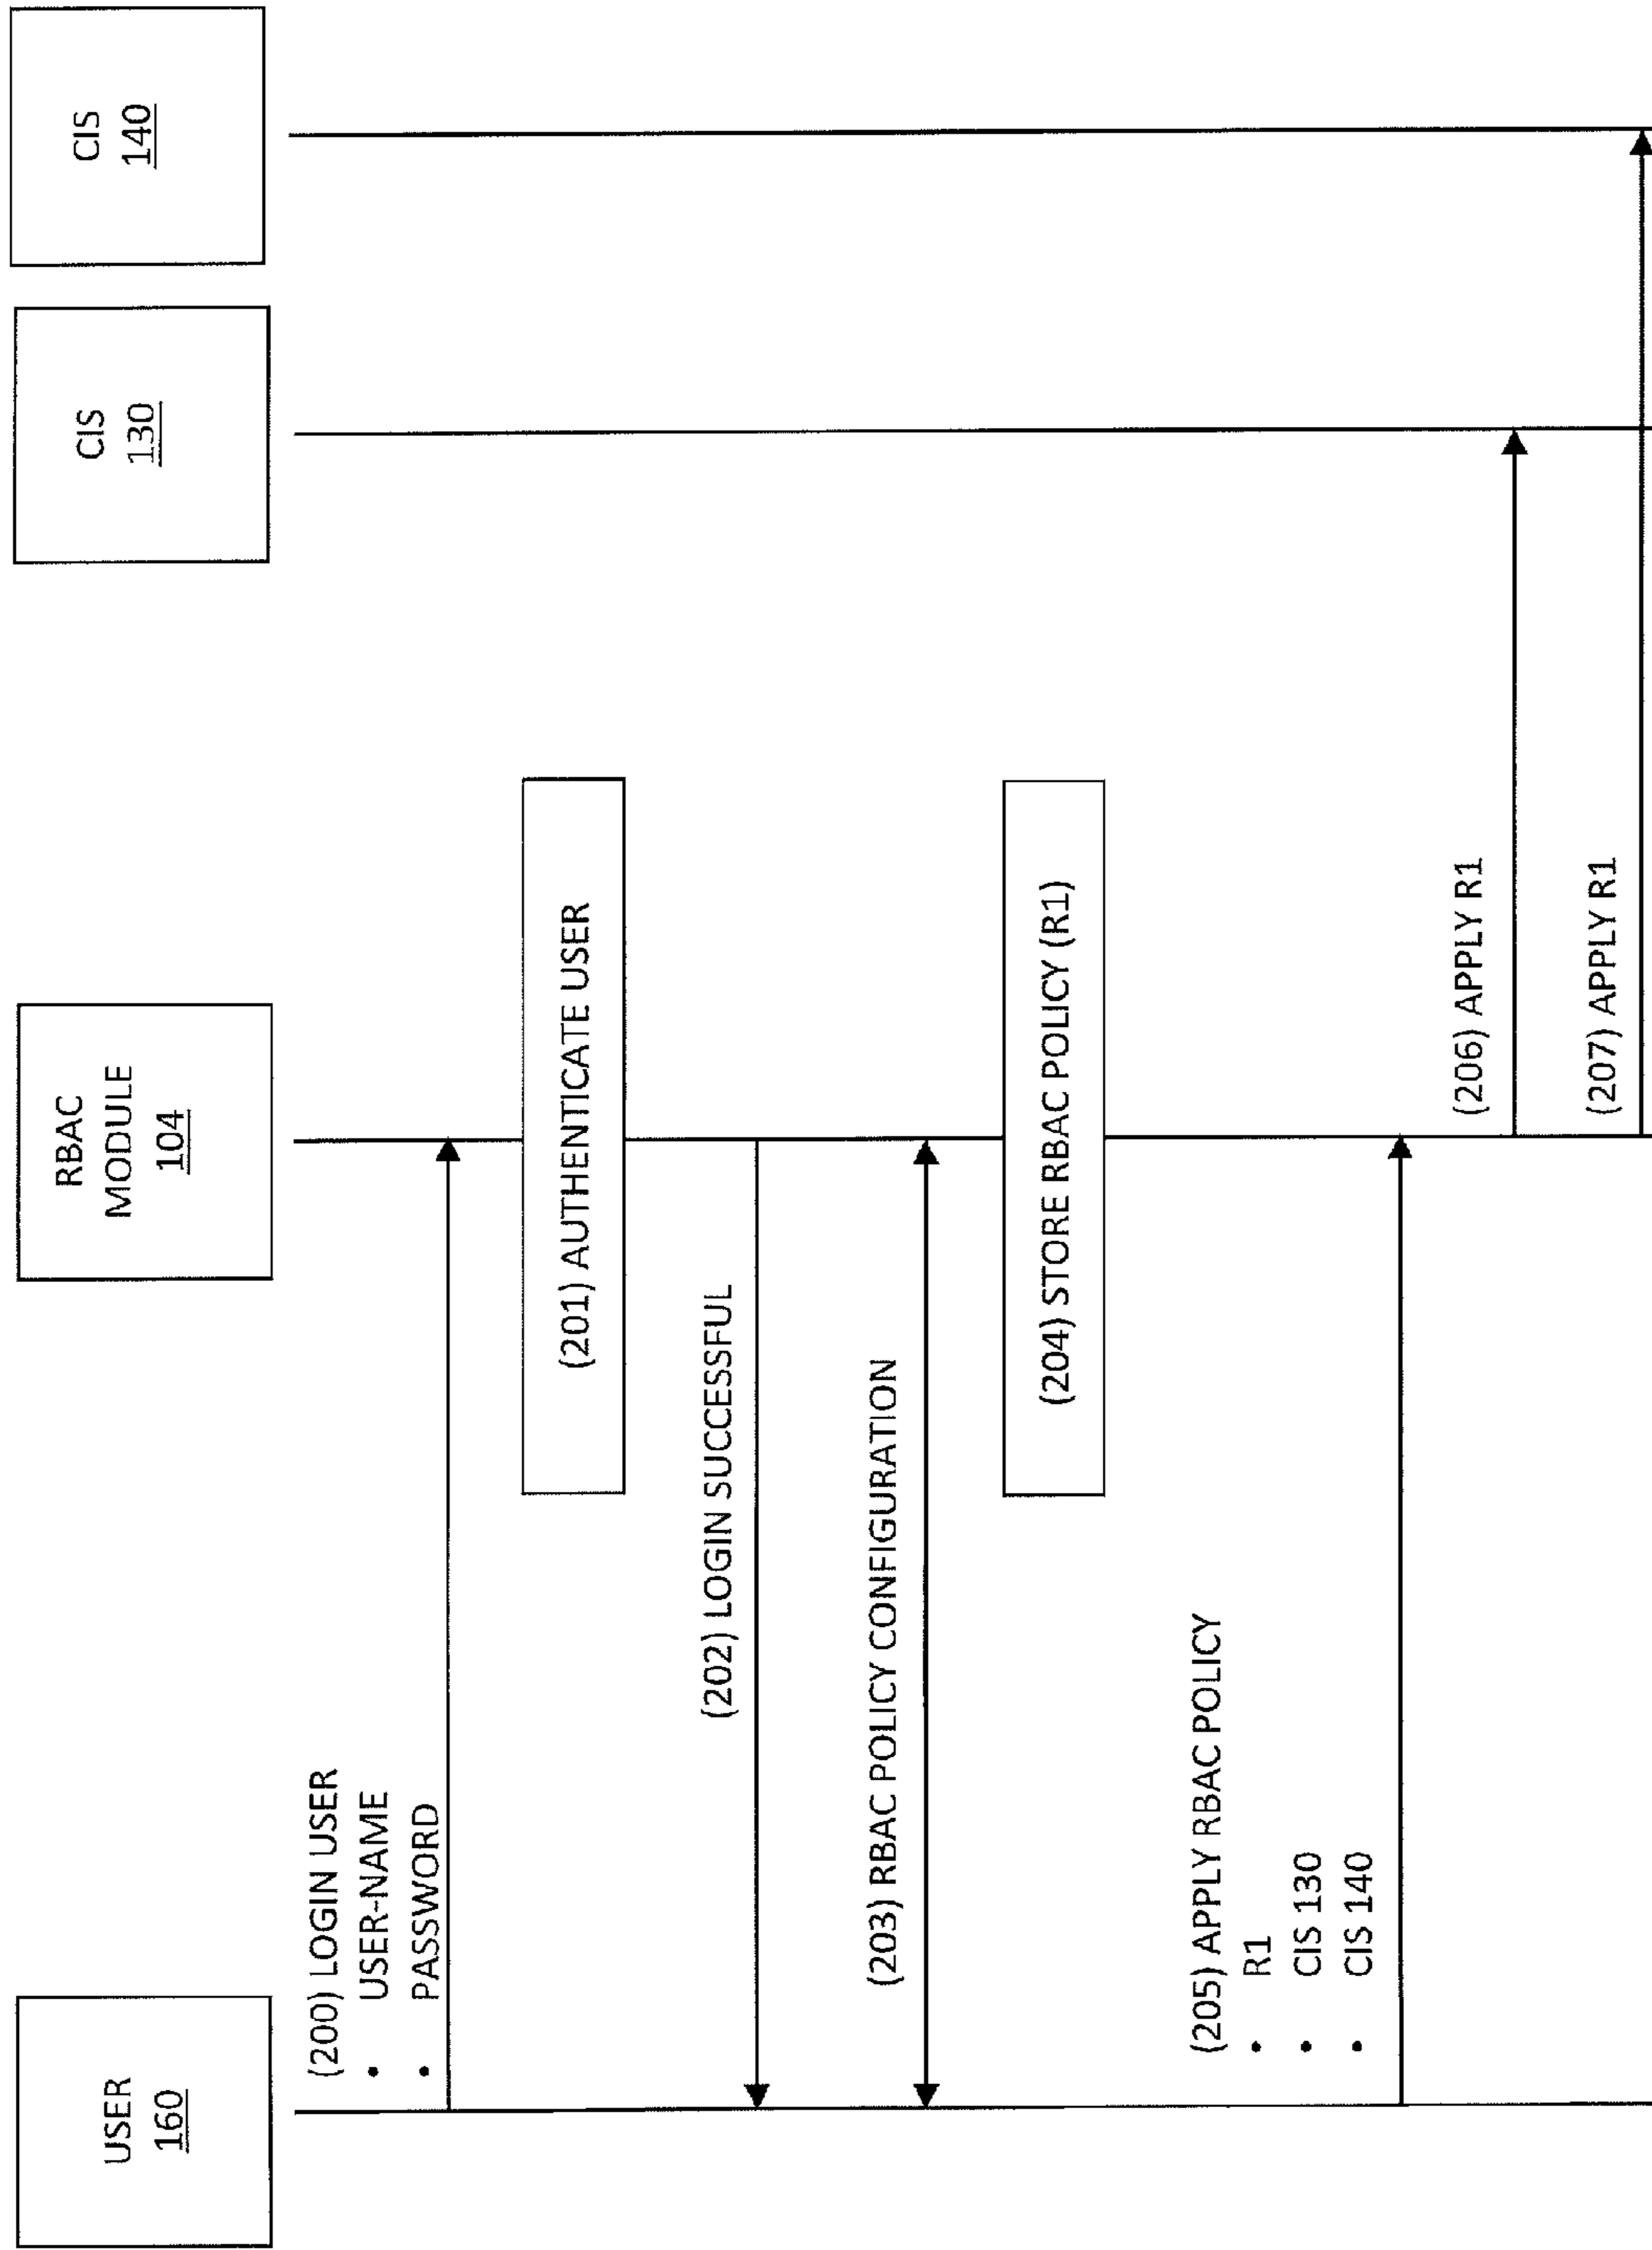 USER
160
RBAC
MODULE
104
CIS
130
CIS
140
(200) LOGIN USER
• USER-NAME
• PASSWORD
(201) AUTHENTICATE USER
(202) LOGIN SUCCESSFUL
(203) RBAC POLICY CONFIGURATION
(204) STORE RBAC POLICY (R1)
(205) APPLY RBAC POLICY
• R1
• CIS 130
• CIS 140
(206) APPLY R1
(207) APPLY R1